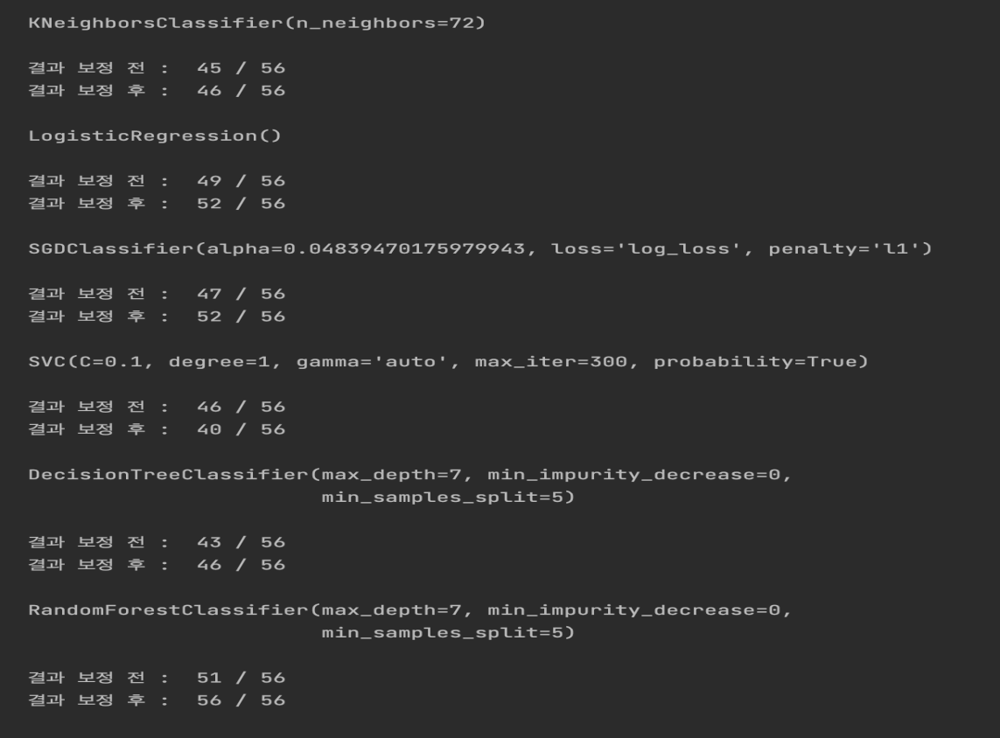 KNeighborsClassifier(n_neighbors=72)
결과 보정 전 :  45 / 56
결과 보정 후 :  46 / 56
LogisticRegression()
결과 보정 전 :  49 / 56
결과 보정 후 :  52 / 56
SGDClassifier(alpha=0.04839470175979943, loss='log_loss', penalty='l1')
결과 보정 전 :  47 / 56
결과 보정 후 :  52 / 56
SVC(C=0.1, degree=1, gamma='auto', max_iter=300, probability=True)
결과 보정 전 :  46 / 56
결과 보정 후 :  40 / 56
DecisionTreeClassifier(max_depth=7, min_impurity_decrease=0,
min_samples_split=5)
결과 보정 전 :  43 / 56
결과 보정 후 :  46 / 56
RandomForestClassifier(max_depth=7, min_impurity_decrease=0,
min_samples_split=5)
결과 보정 전 :  51 / 56
결과 보정 후 :  56 / 56